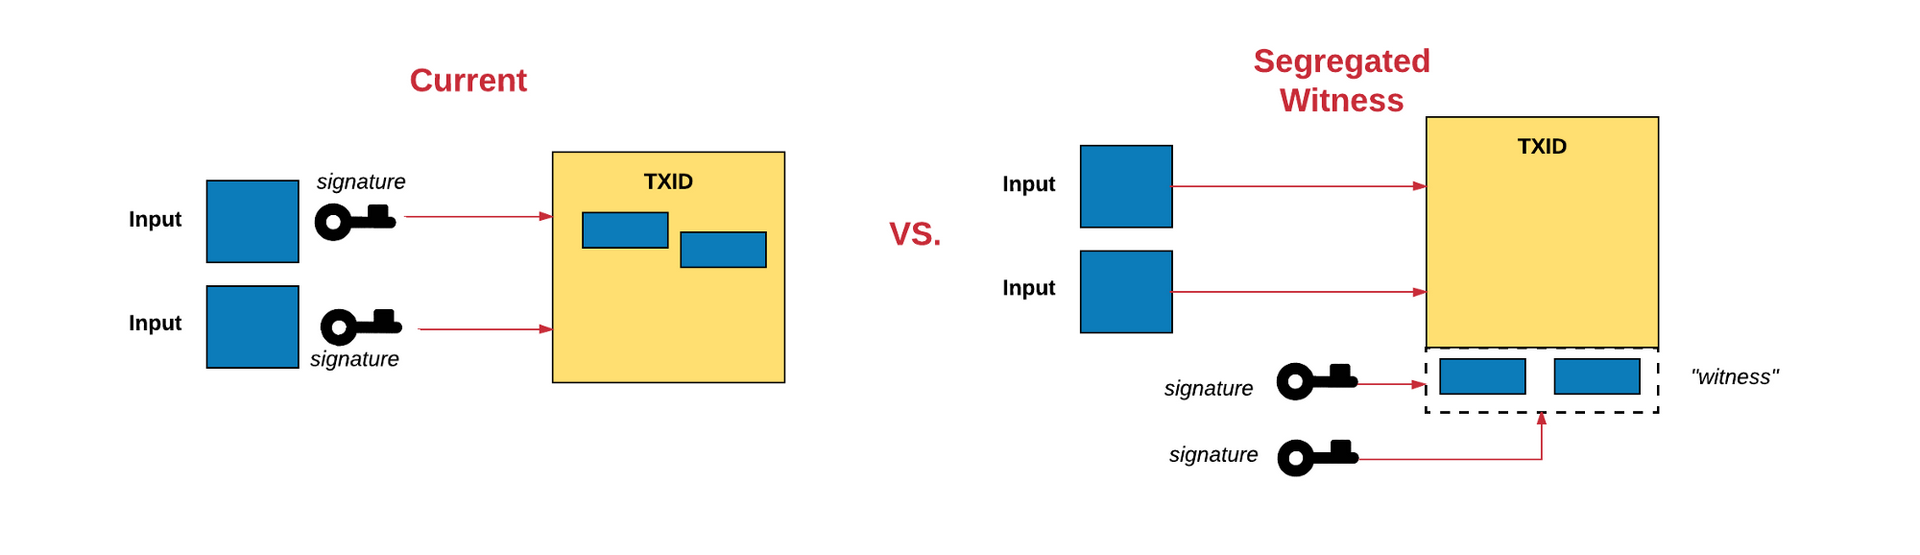 Current
signature
Input
TXID
Input
signature
VS.
Segregated
Witness
TXID
Input
Input
signature
"witness"
signature